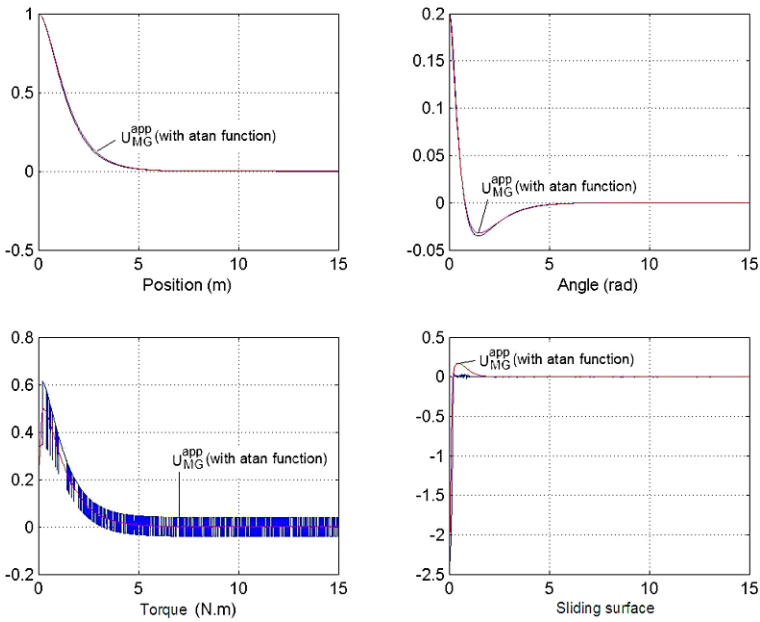 1
0.5
0
-0.5
U_MG^app (with atan function)
0 5 10 15
Position (m)
0.2
0.15
0.1
0.05
0
-0.05
U_MG^app (with atan function)
0 5 10 15
Angle (rad)
0.8
0.6
0.4
0.2
0
-0.2
U_MG^app (with atan function)
0 5 10 15
Torque (N.m)
0.5
0
-0.5
-1
-1.5
-2
-2.5
U_MG^app (with atan function)
0 5 10 15
Sliding surface